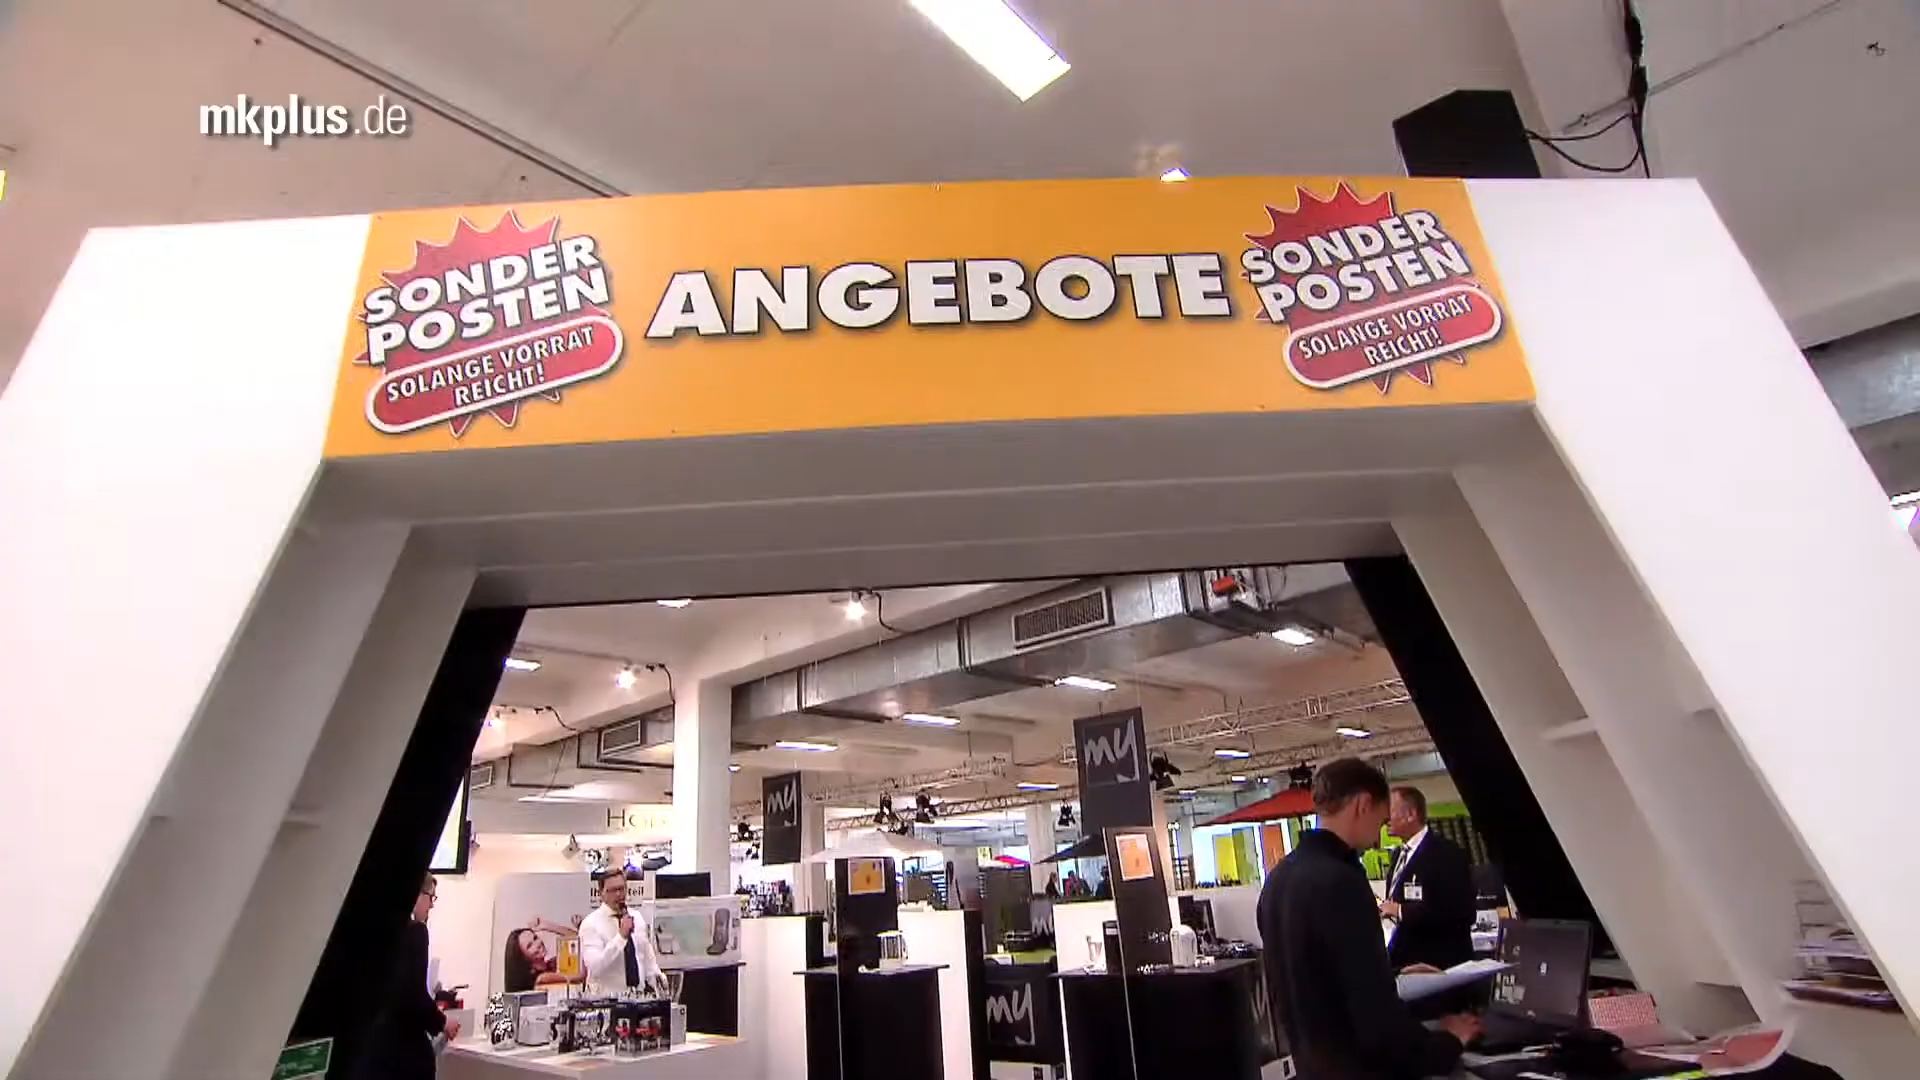 mkplus.de
SONDER
POSTEN
SOLANGE VORRAT
REICHT!
ANGEBOTE
SONDER
POSTEN
SOLANGE VORRAT
REICHT!
my
my
my